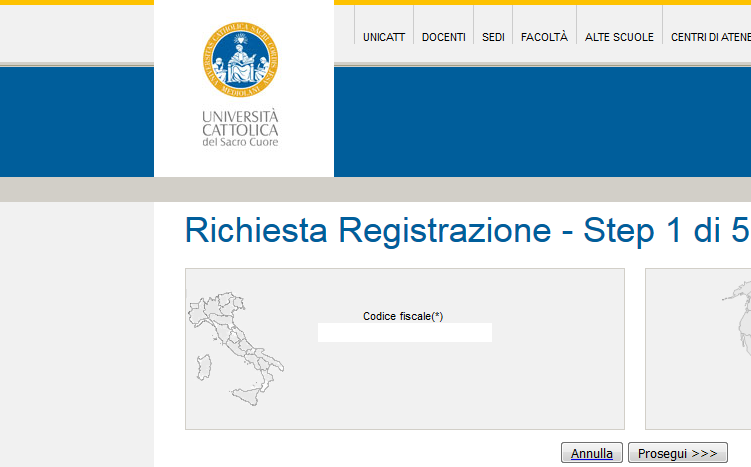 UNICATT
DOCENTI
SEDI
FACOLTÀ
ALTE SCUOLE
CENTRI DI ATENE
UNIVERSITÀ
CATTOLICA
del Sacro Cuore
Richiesta Registrazione - Step 1 di 5
Codice fiscale(*)
Annulla
Prosegui >>>